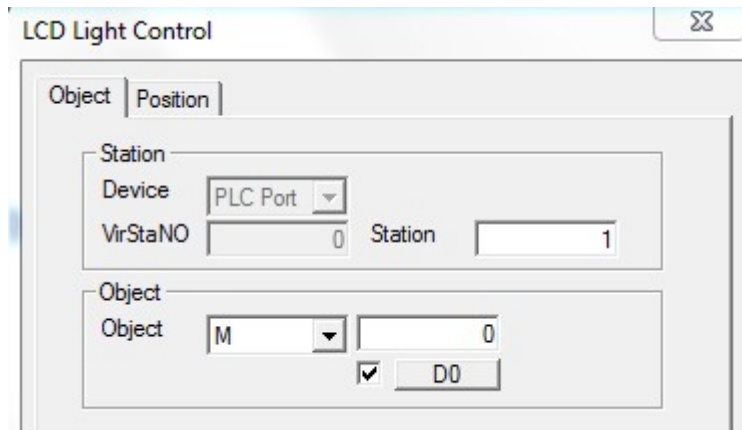 LCD Light Control
Object Position
Station
Device PLC Port
VirStaNO 0 Station 1
Object
Object M 0
D0